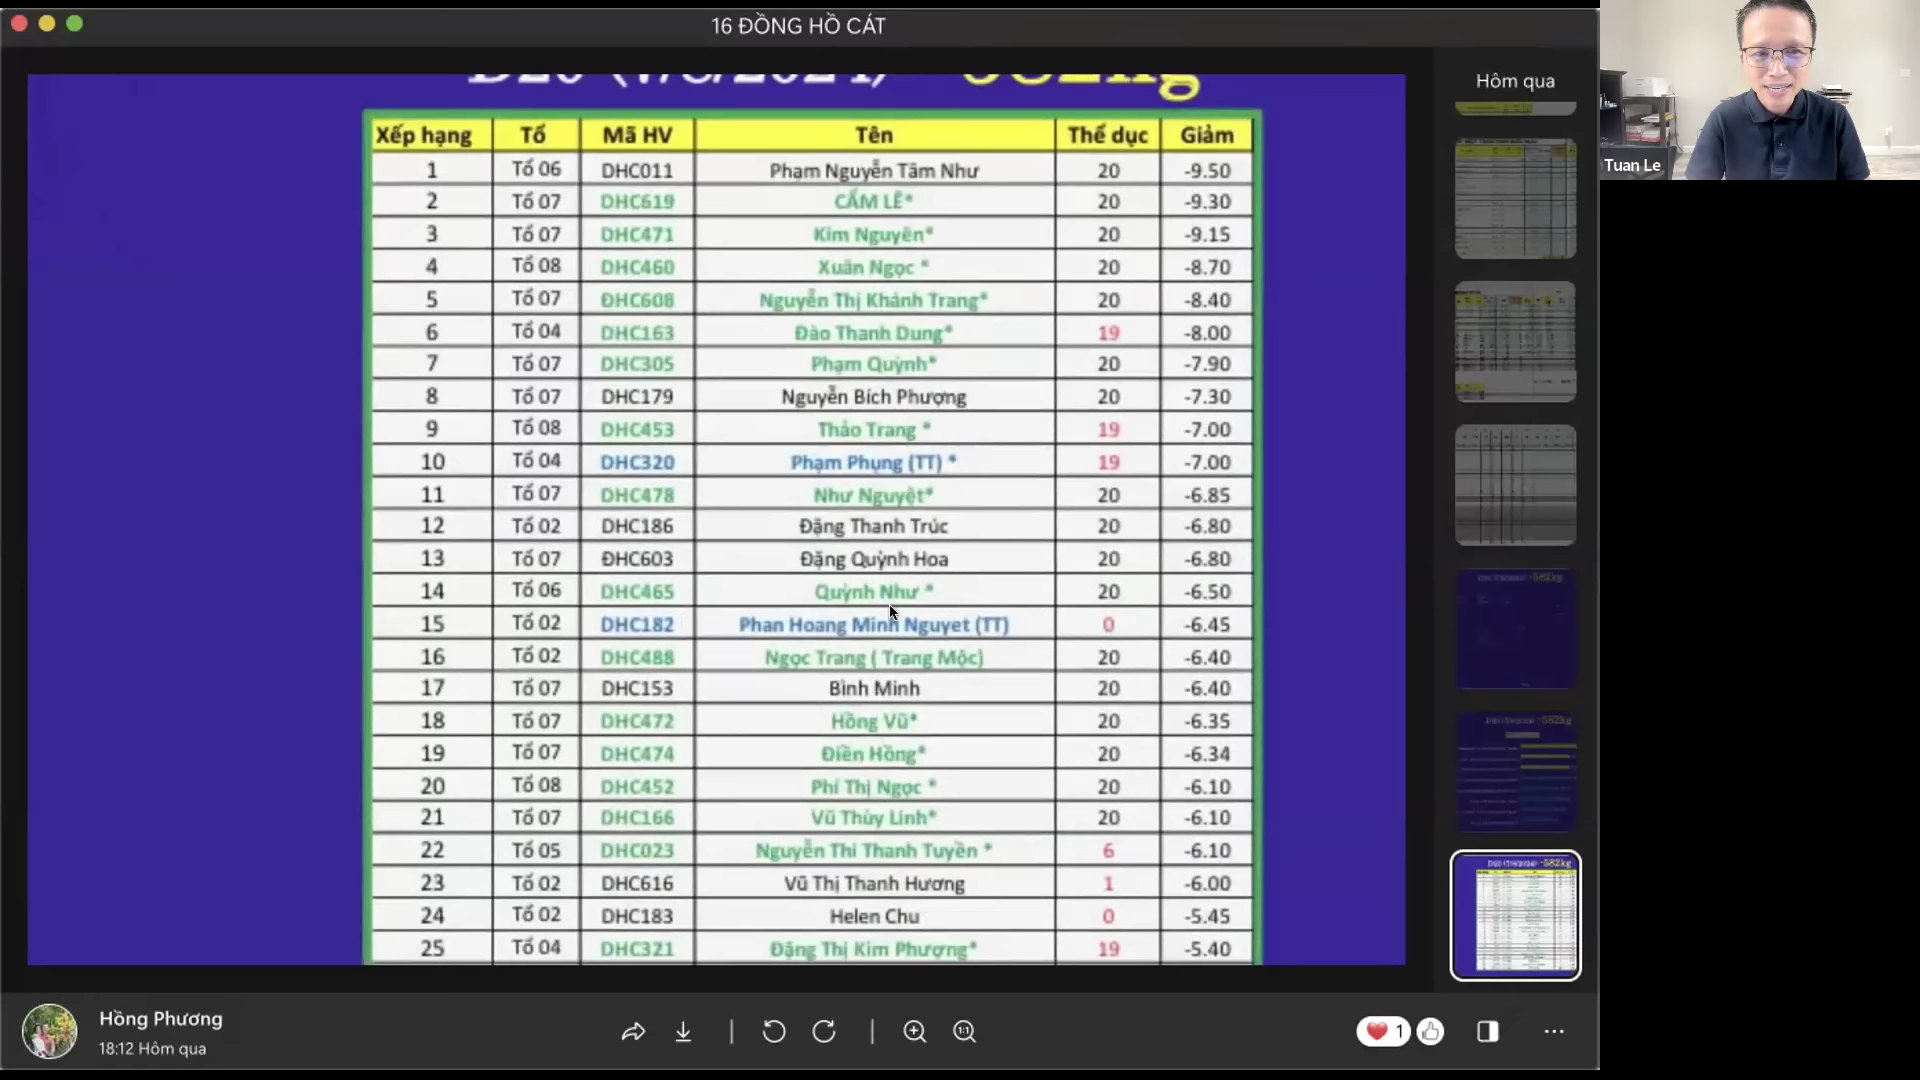 16 ĐỒNG HỒ CÁT
Hôm qua
Tuan Le
Xếp hạng Tổ Mã HV Tên Thể dục Giảm
1 Tổ 06 DHC011 Phạm Nguyễn Tâm Như 20 -9.50
2 Tổ 07 DHC619 CẨM LÊ* 20 -9.30
3 Tổ 07 DHC471 Kim Nguyên* 20 -9.15
4 Tổ 08 DHC460 Xuân Ngọc * 20 -8.70
5 Tổ 07 ĐHC608 Nguyễn Thị Khánh Trang* 20 -8.40
6 Tổ 04 DHC163 Đào Thanh Dung* 19 -8.00
7 Tổ 07 DHC305 Phạm Quỳnh* 20 -7.90
8 Tổ 07 DHC179 Nguyễn Bích Phượng 20 -7.30
9 Tổ 08 DHC453 Thảo Trang * 19 -7.00
10 Tổ 04 DHC320 Phạm Phụng (TT) * 19 -7.00
11 Tổ 07 DHC478 Như Nguyệt* 20 -6.85
12 Tổ 02 DHC186 Đặng Thanh Trúc 20 -6.80
13 Tổ 07 ĐHC603 Đặng Quỳnh Hoa 20 -6.80
14 Tổ 06 DHC465 Quỳnh Như * 20 -6.50
15 Tổ 02 DHC182 Phan Hoang Minh Nguyet (TT) 0 -6.45
16 Tổ 02 DHC488 Ngọc Trang ( Trang Mộc) 20 -6.40
17 Tổ 07 DHC153 Bình Minh 20 -6.40
18 Tổ 07 DHC472 Hồng Vũ* 20 -6.35
19 Tổ 07 DHC474 Điền Hồng* 20 -6.34
20 Tổ 08 DHC452 Phí Thị Ngọc * 20 -6.10
21 Tổ 07 DHC166 Vũ Thùy Linh* 20 -6.10
22 Tổ 05 DHC023 Nguyễn Thi Thanh Tuyền * 6 -6.10
23 Tổ 02 DHC616 Vũ Thị Thanh Hương 1 -6.00
24 Tổ 02 DHC183 Helen Chu 0 -5.45
25 Tổ 04 DHC321 Đặng Thị Kim Phượng* 19 -5.40
Hồng Phương
18:12 Hôm qua
1:1
1